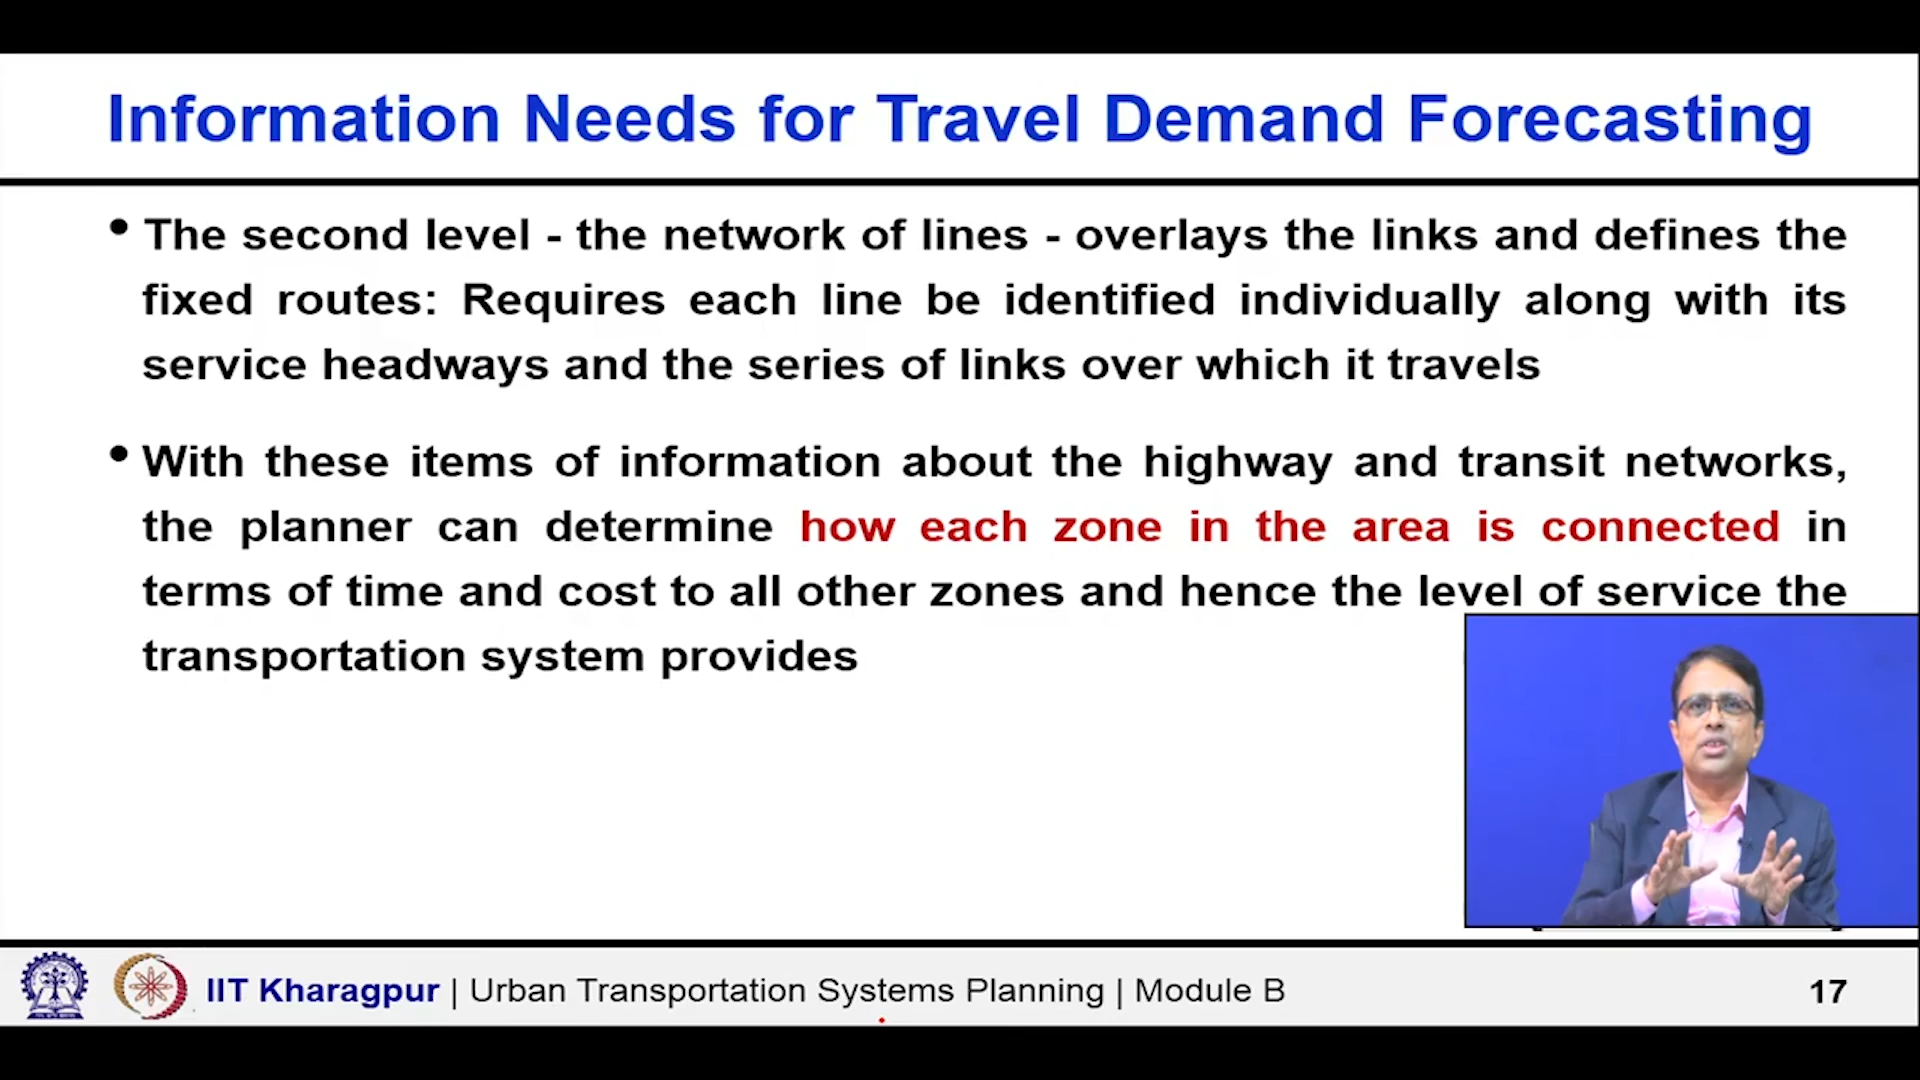 Information Needs for Travel Demand Forecasting
• The second level - the network of lines - overlays the links and defines the
fixed routes: Requires each line be identified individually along with its
service headways and the series of links over which it travels
• With these items of information about the highway and transit networks,
the planner can determine how each zone in the area is connected in
terms of time and cost to all other zones and hence the level of service the
transportation system provides
IIT Kharagpur | Urban Transportation Systems Planning | Module B
17